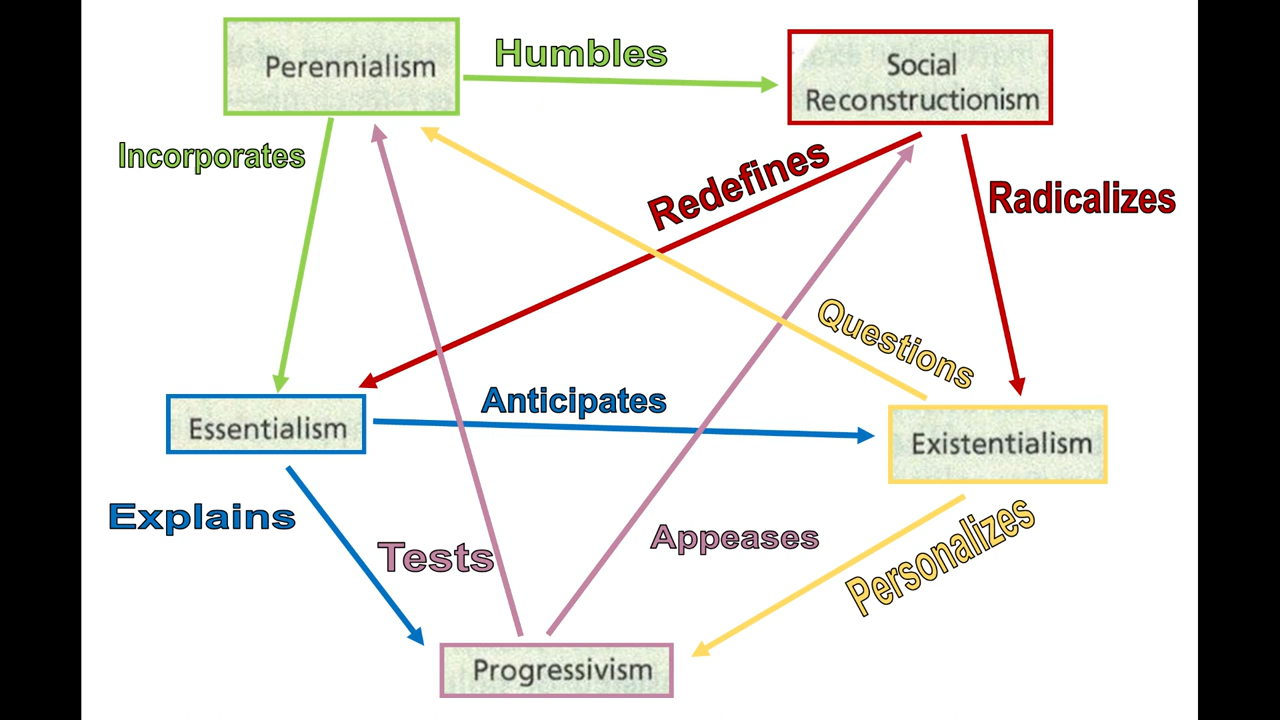 Perennialism
Humbles
Social
Reconstructionism
Incorporates
Redefines
Radicalizes
Questions
Anticipates
Essentialism
Existentialism
Explains
Tests
Appeases
Personalizes
Progressivism